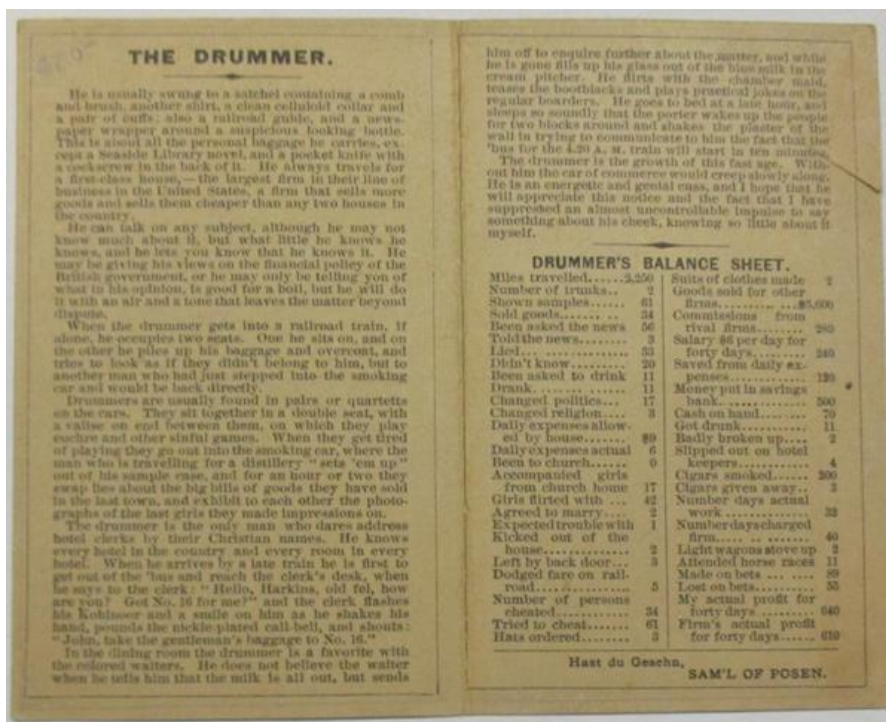 THE DRUMMER.
He is usually swung to a satchel containing a comb
and brush, another shirt, a clean celluloid collar and
a pair of cuffs; also a railroad guide, and a news-
paper wrapper around a suspicious looking bottle.
This is about all the personal baggage he carries, ex-
cept a Seaside Library novel, and a pocket knife with
a cockscrew in the back of it. He always travels for
a first-class house,—the largest firm in their line of
business in the United States, a firm that sells more
goods and sells them cheaper than any two houses in
the country.
He can talk on any subject, although he may not
know much about it, but what little he knows he
knows, and he lets you know that he knows it. He
may be giving his views on the financial policy of the
British government, or he may only be telling you of
what in his opinion, is good for a boil, but he will do
it with an air and a tone that leaves the matter beyond
dispute.
When the drummer gets into a railroad train, if
alone, he occupies two seats. One he sits on, and on
the other he piles up his baggage and overcoat, and
tries to look as if they didn't belong to him, but to
another man who had just stepped into the smoking
car and would be back directly.
Drummers are usually found in pairs or quartetts
on the cars. They sit together in a double seat, with
a valise on end between them, on which they play
euchre and other sinful games. When they get tired
of playing they go out into the smoking car, where the
man who is travelling for a distillery "sets 'em up"
out of his sample case, and for an hour or two they
swap lies about the big bills of goods they have sold
in the last town, and exhibit to each other the photo-
graphs of the last girls they made impressions on.
The drummer is the only man who dares address
hotel clerks by their Christian names. He knows
every hotel in the country and every room in every
hotel. When he arrives by a late train he is first to
get out of the 'bus and reach the clerk's desk, when
he says to the clerk: "Hello, Harkins, old fel, how
are you? Got No. 16 for me?" and the clerk flashes
his Kohinoor and a smile on him as he shakes his
hand, pounds the nickle-plated call-bell, and shouts:
"John, take the gentleman's baggage to No. 16."
In the dining room the drummer is a favorite with
the colored waiters. He does not believe the waiter
when he tells him that the milk is all out, but sends
him off to enquire further about the matter, and while
he is gone fills up his glass out of the blue milk in the
cream pitcher. He flirts with the chamber maid,
teases the bootblacks and plays practical jokes on the
regular boarders. He goes to bed at a late hour, and
sleeps so soundly that the porter wakes up the people
for two blocks around and shakes the plaster of the
wall in trying to communicate to him the fact that the
'bus for the 4.20 A. M. train will start in ten minutes.
The drummer is the growth of this fast age. With-
out him the car of commerce would creep slowly along.
He is an energetic and genial cuss, and I hope that he
will appreciate this notice and the fact that I have
suppressed an almost uncontrollable impulse to say
something about his cheek, knowing so little about it
myself.
DRUMMER'S BALANCE SHEET.
Miles travelled......2,250
Number of trunks.. 2
Shown samples...... 61
Sold goods....... .. 34
Been asked the news 56
Told the news....... 3
Lied................ 33
Didn't know........ 20
Been asked to drink 11
Drank.............. 11
Changed politics.... 17
Changed religion.... 3
Daily expenses allow-
ed by house....... $9
Daily expenses actual 6
Been to church..... 0
Accompanied girls
from church home 17
Girls flirted with .... 42
Agreed to marry.... 2
Expected trouble with 1
Kicked out of the
house.............. 2
Left by back door... 3
Dodged fare on rail-
road.............. 5
Number of persons
cheated............ 34
Tried to cheat...... 61
Hats ordered........ 3
Suits of clothes made 2
Goods sold for other
firms..............$5,600
Commissions from
rival firms........ 280
Salary $6 per day for
forty days......... 240
Saved from daily ex-
penses............ 120
Money put in savings
bank.............. 500
Cash on hand....... 70
Got drunk.......... 11
Badly broken up.... 2
Slipped out on hotel
keepers........... 4
Cigars smoked...... 200
Cigars given away.. 3
Number days actual
work.............. 32
Number days charged
firm.............. 40
Light wagons stove up 2
Attended horse races 11
Made on bets ....... 89
Lost on bets......... 55
My actual profit for
forty days ........ 640
Firm's actual profit
for forty days..... 610
Hast du Geschn,
SAM'L OF POSEN.